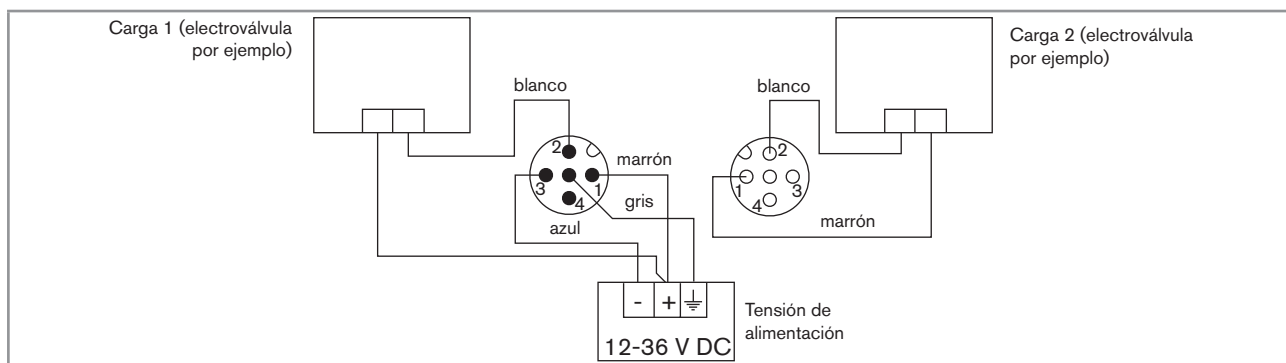 Carga 1 (electroválvula
por ejemplo)
Carga 2 (electroválvula
por ejemplo)
blanco
blanco
2
marrón
3
1
4
gris
azul
2
1
3
4
marrón
- +
Tensión de
alimentación
12-36 V DC